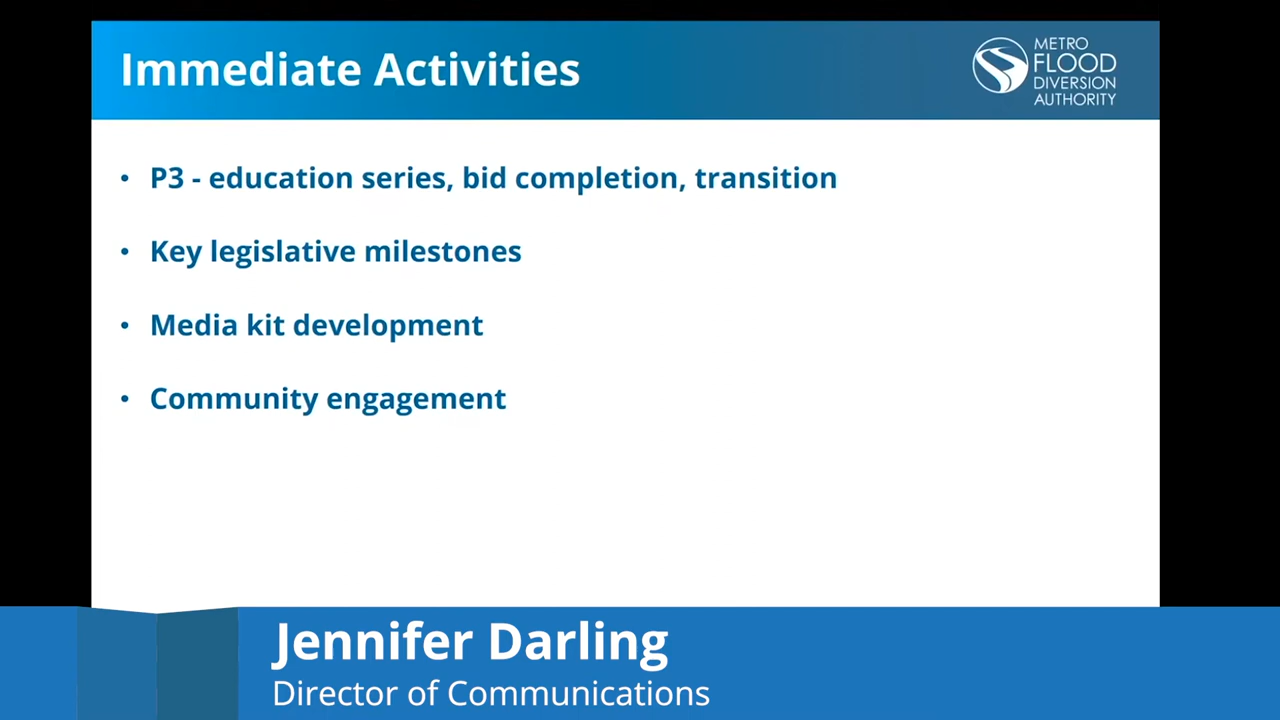 Immediate Activities
METRO
FLOOD
DIVERSION
AUTHORITY
• P3 - education series, bid completion, transition
• Key legislative milestones
• Media kit development
• Community engagement
Jennifer Darling
Director of Communications